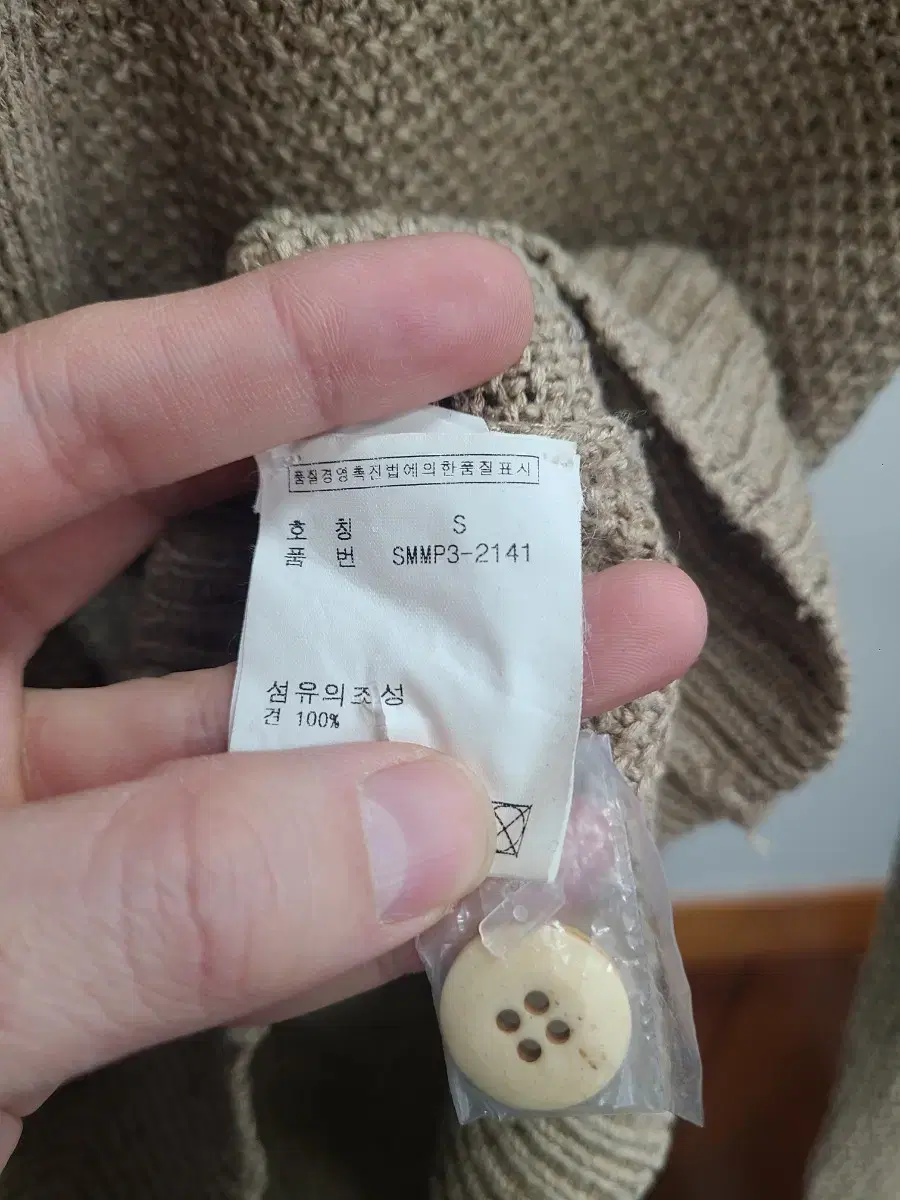 품질경영촉진법에의한품질표시
호 칭 S
품 번 SMMP3-2141
섬유의조성
견 100%